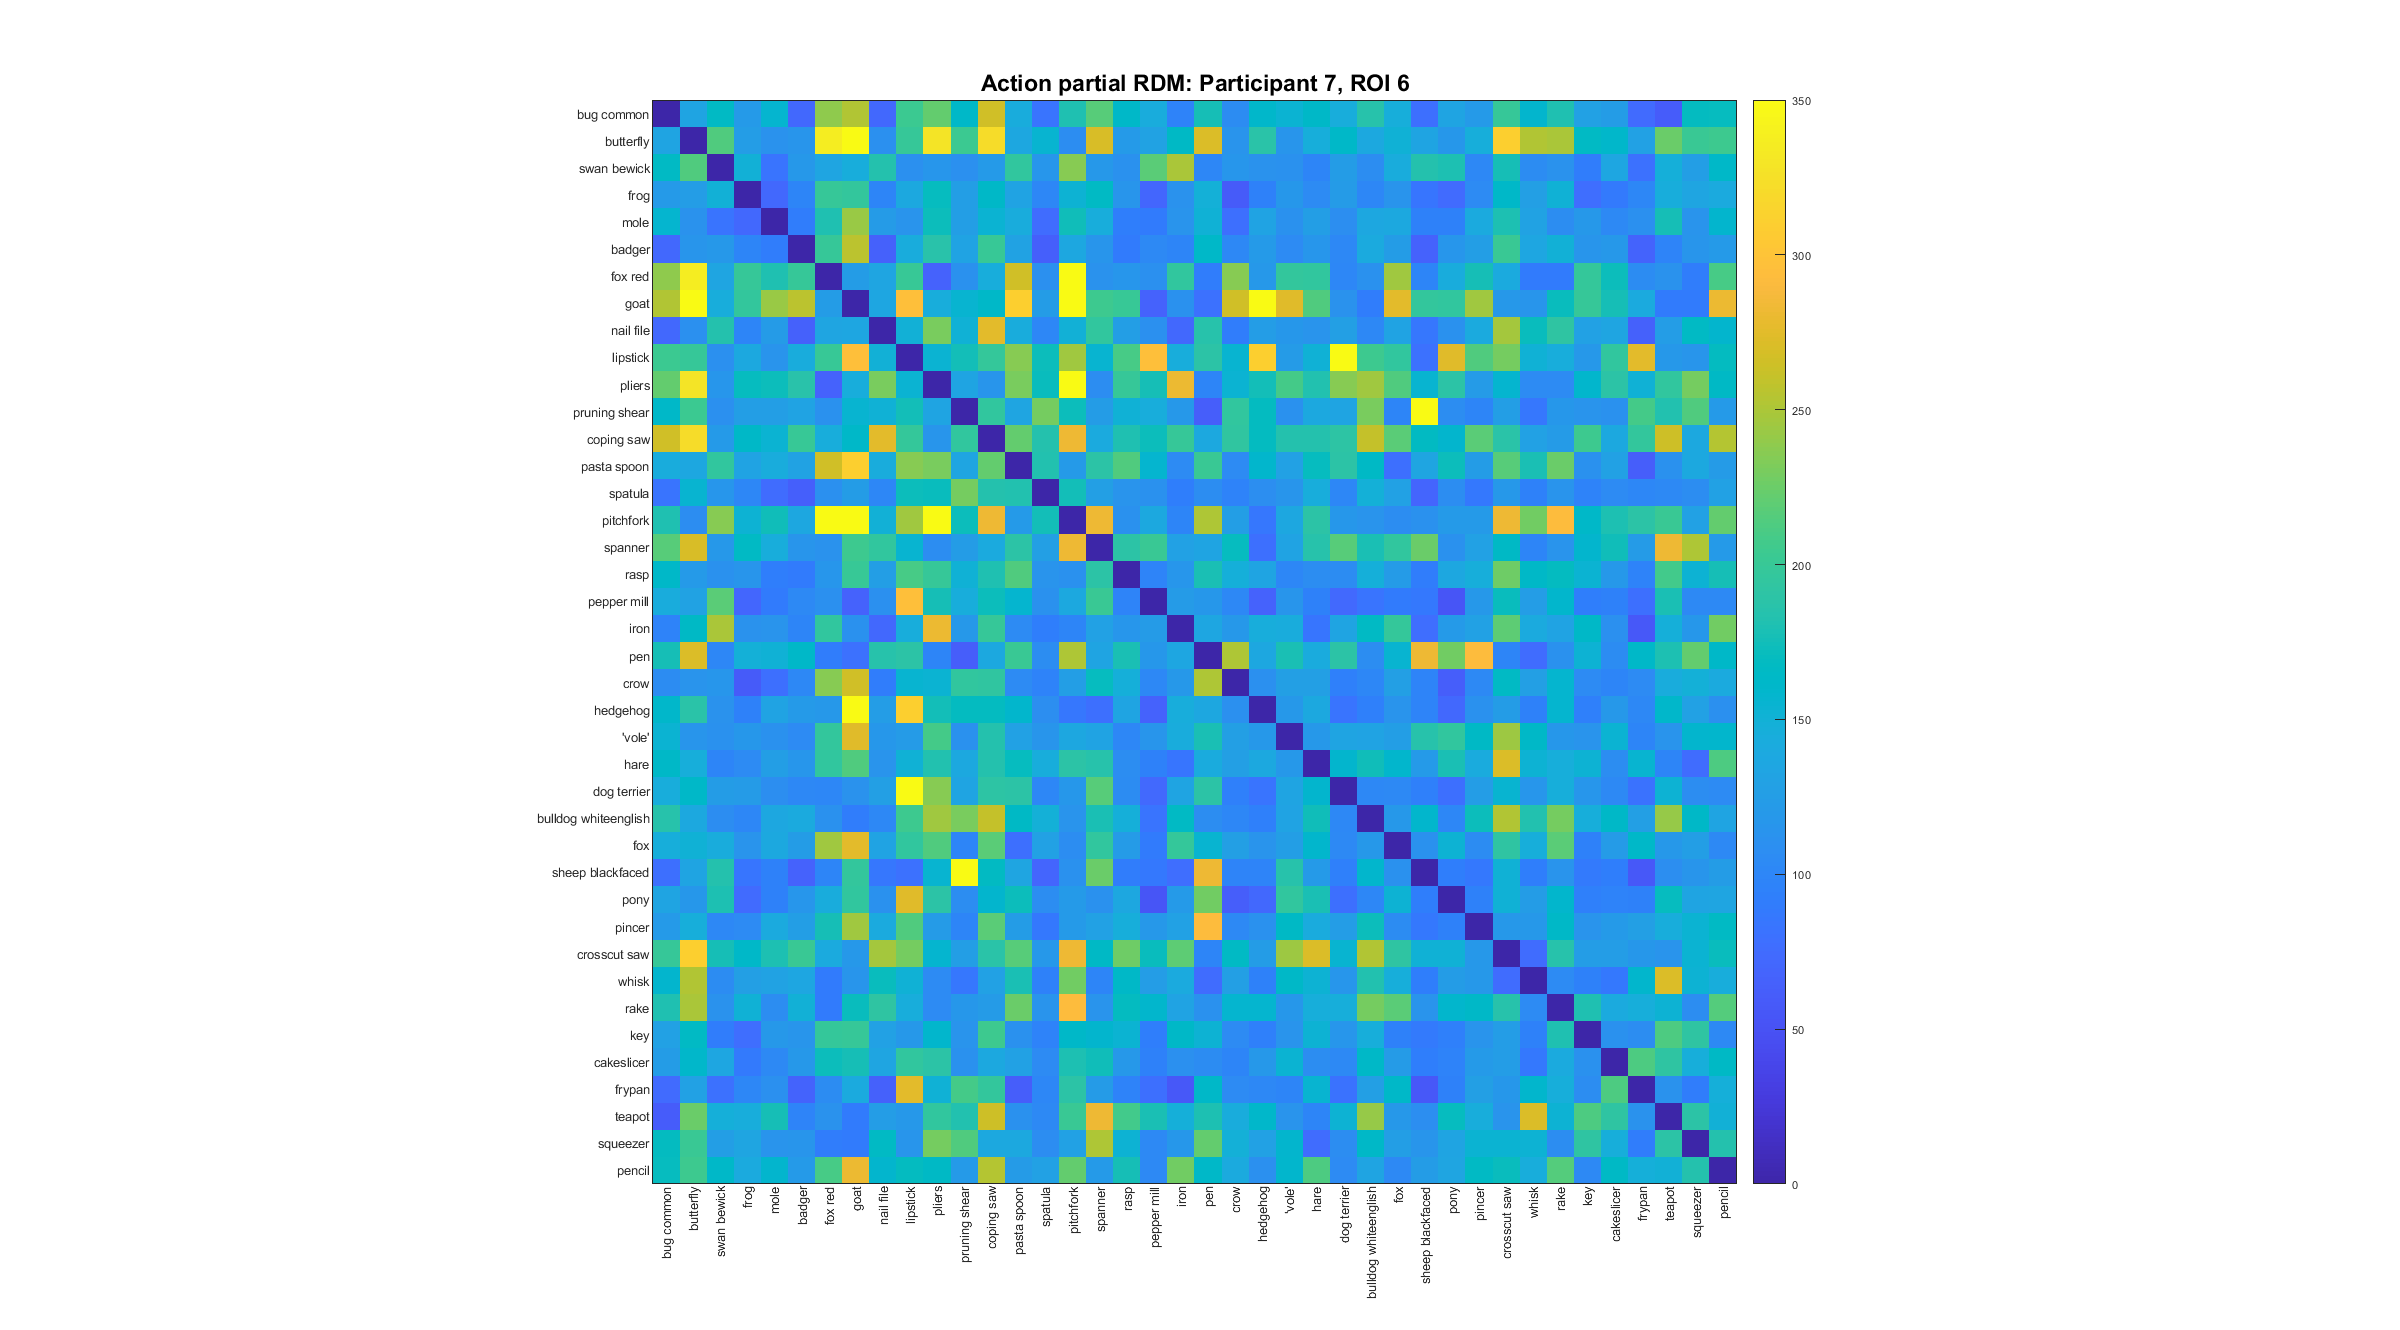 Action partial RDM: Participant 7, ROI 6
bug common
butterfly
swan bewick
frog
mole
badger
fox red
goat
nail file
lipstick
pliers
pruning shear
coping saw
pasta spoon
spatula
pitchfork
spanner
rasp
pepper mill
iron
pen
crow
hedgehog
'vole'
hare
dog terrier
bulldog whiteenglish
fox
sheep blackfaced
pony
pincer
crosscut saw
whisk
rake
key
cakeslicer
frypan
teapot
squeezer
pencil
bug common
butterfly
swan bewick
frog
mole
badger
fox red
goat
nail file
lipstick
pliers
pruning shear
coping saw
pasta spoon
spatula
pitchfork
spanner
rasp
pepper mill
iron
pen
crow
hedgehog
'vole'
hare
dog terrier
bulldog whiteenglish
fox
sheep blackfaced
pony
pincer
crosscut saw
whisk
rake
key
cakeslicer
frypan
teapot
squeezer
pencil
350
300
250
200
150
100
50
0